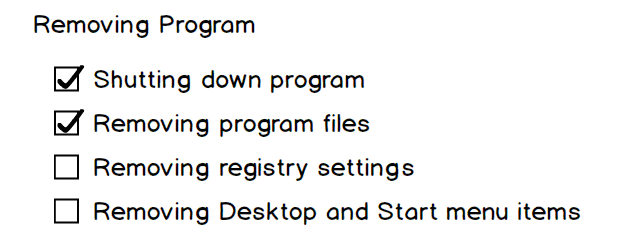 Removing Program
Shutting down program
Removing program files
Removing registry settings
Removing Desktop and Start menu items